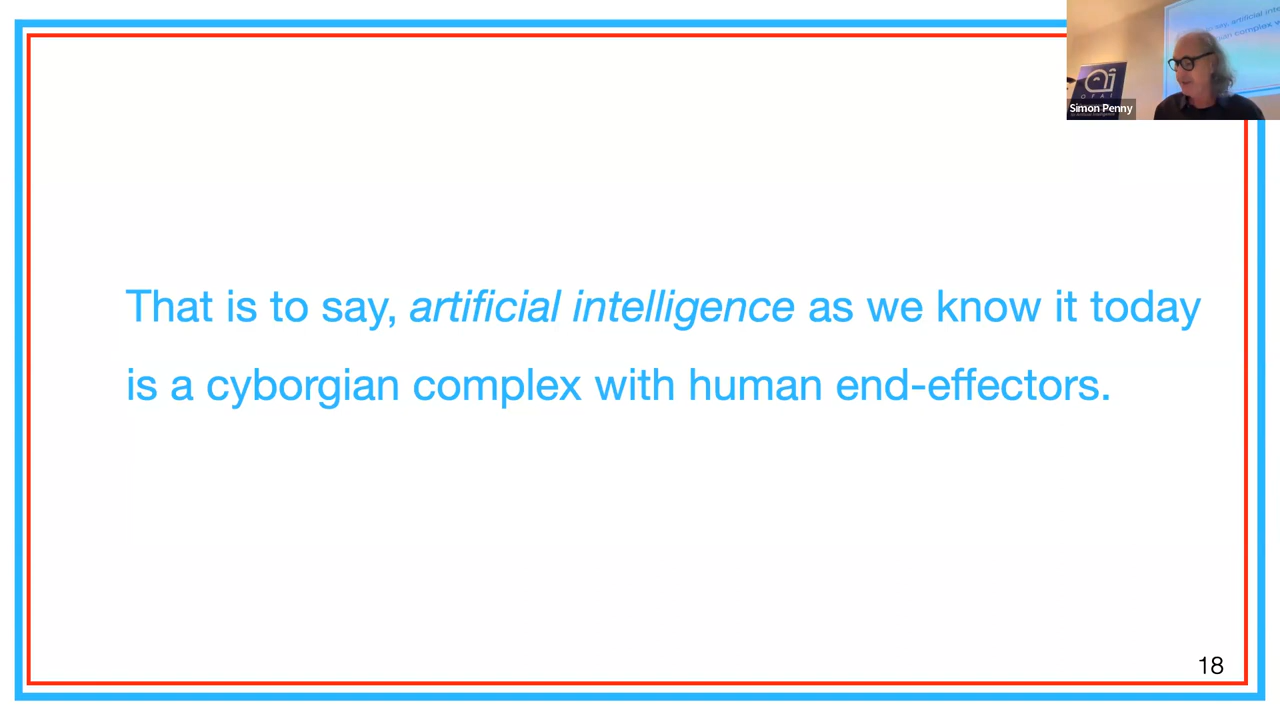 Simon Penny
That is to say, artificial intelligence as we know it today
is a cyborgian complex with human end-effectors.
18